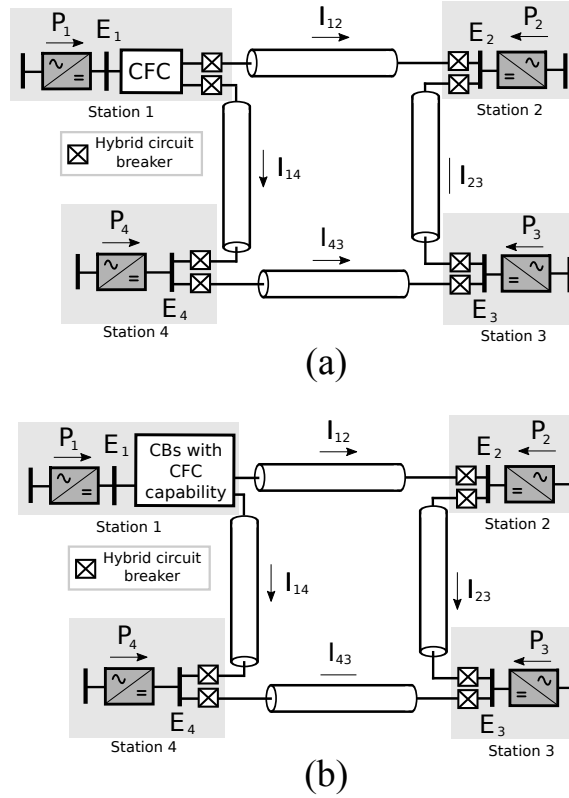 P1 E1 I12 E2 P2
CFC
Station 1
Station 2
Hybrid circuit
breaker
I14 I23
P4 I43 P3
E4 E3
Station 4
Station 3
(a)
P1 E1 CBs with I12 E2 P2
CFC
capability
Station 1
Station 2
Hybrid circuit
breaker
I14 I23
P4 I43 P3
E4 E3
Station 4
Station 3
(b)